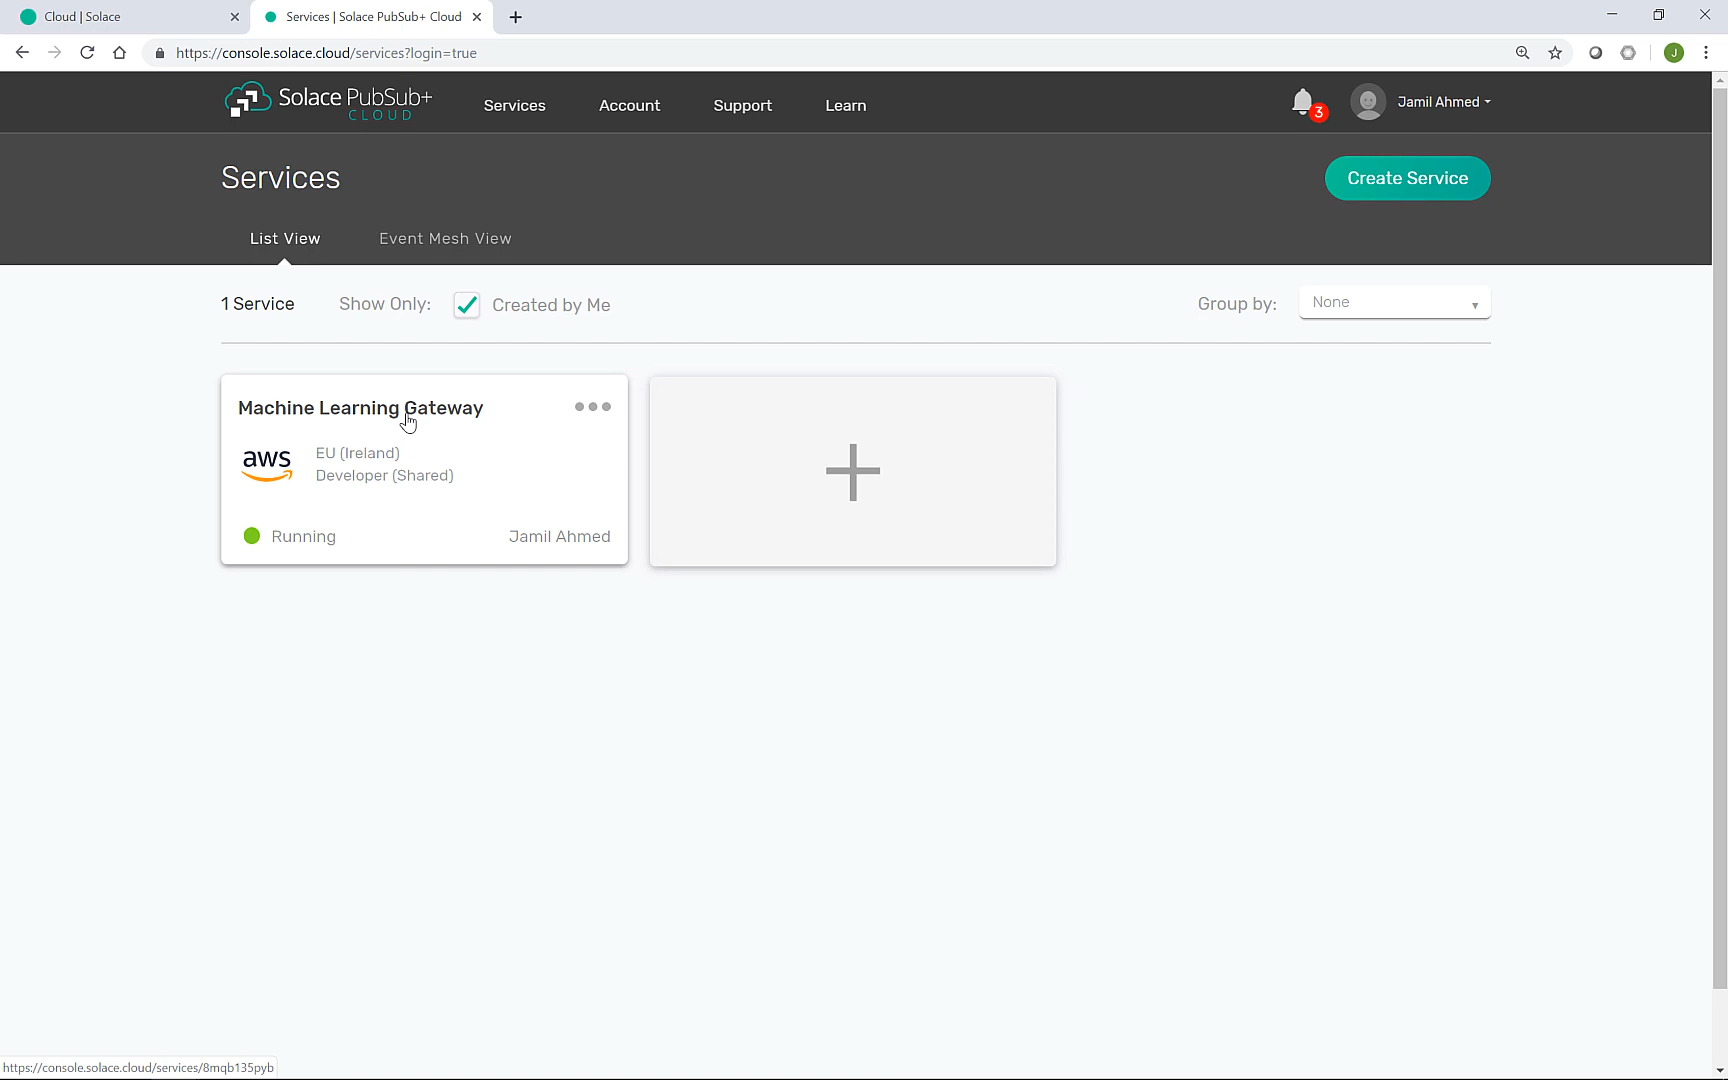 Cloud | Solace
Services | Solace PubSub+ Cloud
https://console.solace.cloud/services?login=true
J
Solace PubSub+
CLOUD
Services
Account
Support
Learn
3
Jamil Ahmed
Services
Create Service
List View
Event Mesh View
1 Service
Show Only:
Created by Me
Group by:
None
Machine Learning Gateway
aws
EU (Ireland)
Developer (Shared)
Running
Jamil Ahmed
https://console.solace.cloud/services/8mqb135pyb